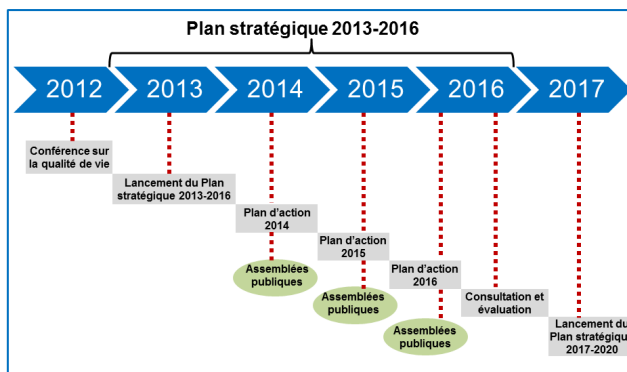 Plan stratégique 2013-2016
2012
2013
2014
2015
2016
2017
Conférence sur
la qualité de vie
Lancement du Plan
stratégique 2013-2016
Plan d'action
2014
Assemblées
publiques
Plan d'action
2015
Assemblées
publiques
Plan d'action
2016
Assemblées
publiques
Consultation et
évaluation
Lancement du
Plan stratégique
2017-2020